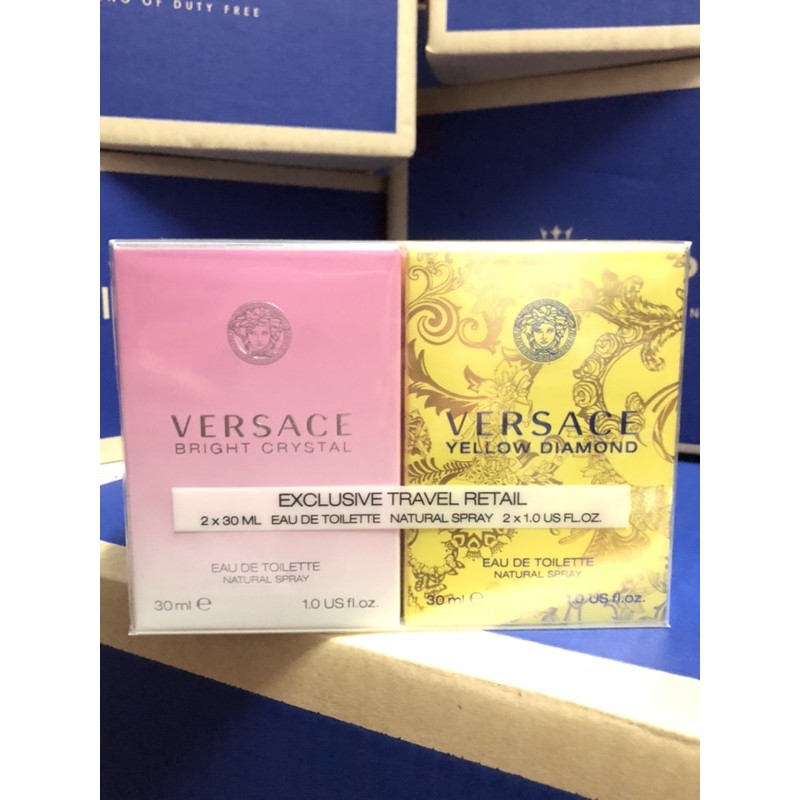 OF DUTY FREE
VERSACE
BRIGHT CRYSTAL
VERSACE
YELLOW DIAMOND
EXCLUSIVE TRAVEL RETAIL
2 x 30 ML EAU DE TOILETTE NATURAL SPRAY 2 x 1.0 US FL.OZ.
EAU DE TOILETTE
NATURAL SPRAY
30 ml ℮ 1.0 US fl.oz.
EAU DE TOILETTE
NATURAL SPRAY
30 ml ℮ 1.0 US fl.oz.